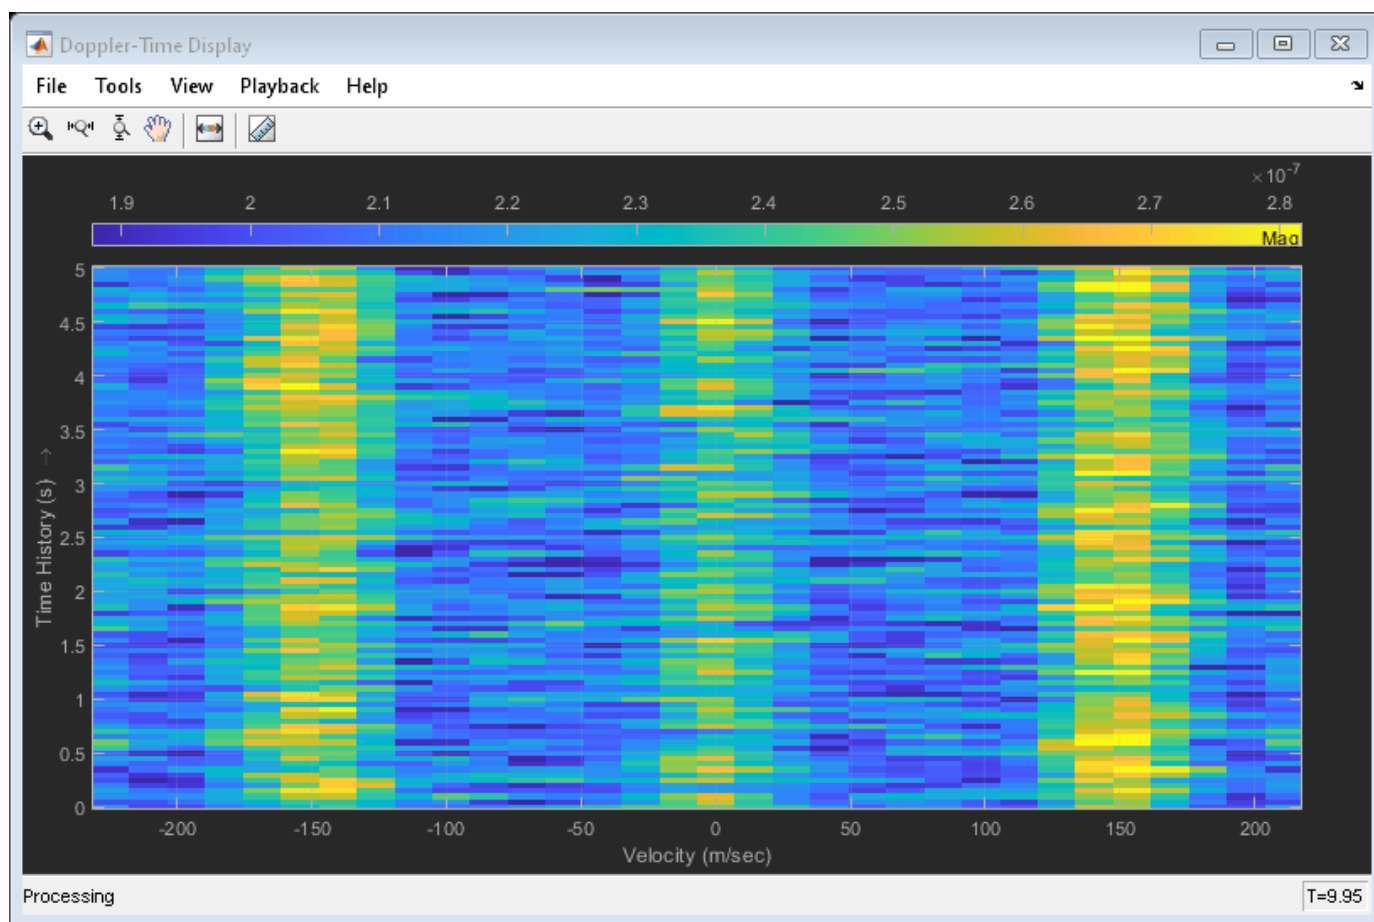 Doppler-Time Display
File Tools View Playback Help
×10-7
1.9 2 2.1 2.2 2.3 2.4 2.5 2.6 2.7 2.8
Mag
5
4.5
4
3.5
3
2.5
2
1.5
1
0.5
0
Time History (s) →
-200 -150 -100 -50 0 50 100 150 200
Velocity (m/sec)
Processing T=9.95